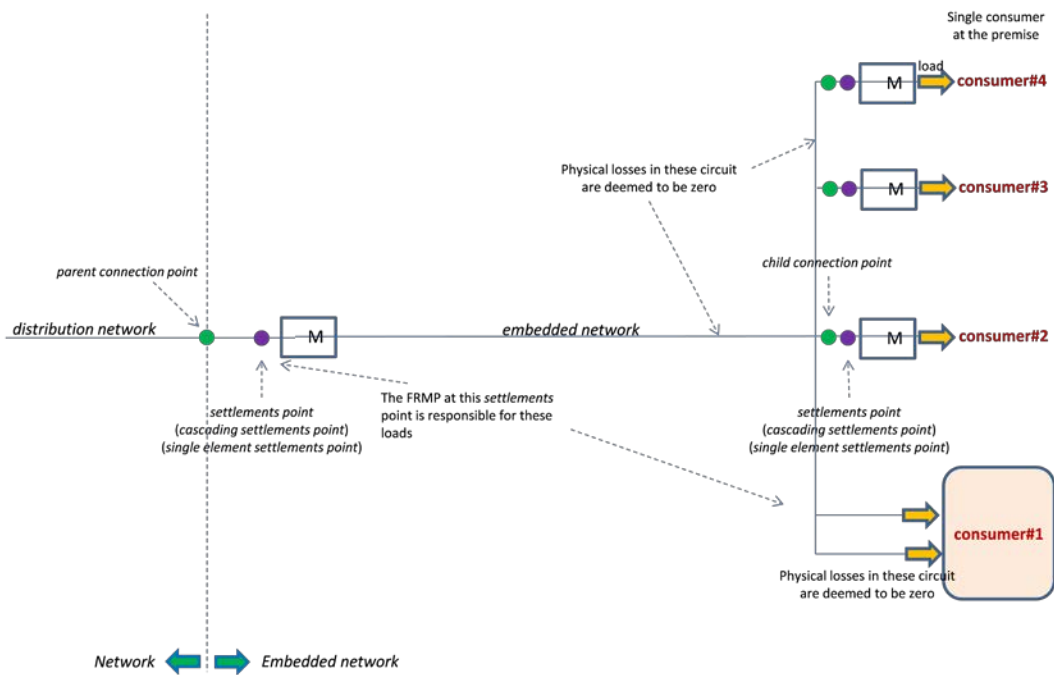 Single consumer
at the premise
load
M
consumer#4
Physical losses in these circuit
are deemed to be zero
M
consumer#3
parent connection point
child connection point
distribution network
M
embedded network
M
consumer#2
The FRMP at this settlements
point is responsible for these
loads
settlements point
(cascading settlements point)
(single element settlements point)
settlements point
(cascading settlements point)
(single element settlements point)
consumer#1
Physical losses in these circuit
are deemed to be zero
Network
Embedded network